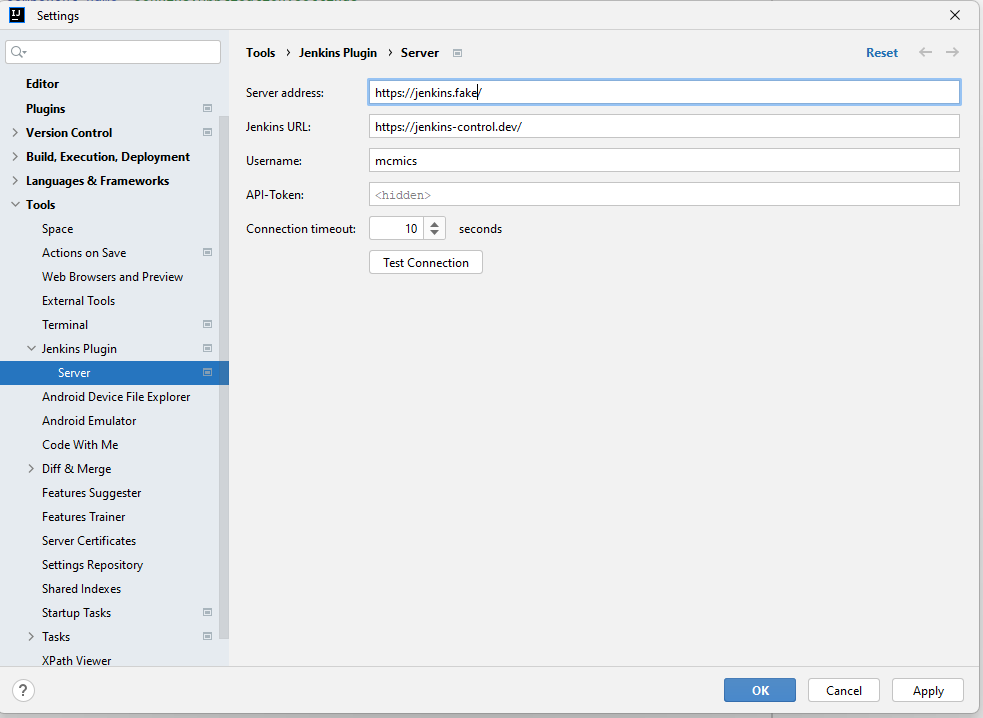 Settings
Editor
Plugins
Version Control
Build, Execution, Deployment
Languages & Frameworks
Tools
Space
Actions on Save
Web Browsers and Preview
External Tools
Terminal
Jenkins Plugin
Server
Android Device File Explorer
Android Emulator
Code With Me
Diff & Merge
Features Suggester
Features Trainer
Server Certificates
Settings Repository
Shared Indexes
Startup Tasks
Tasks
XPath Viewer
Tools › Jenkins Plugin › Server
Reset
Server address: https://jenkins.fake/
Jenkins URL: https://jenkins-control.dev/
Username: mcmics
API-Token: <hidden>
Connection timeout: 10 seconds
Test Connection
?
OK Cancel Apply